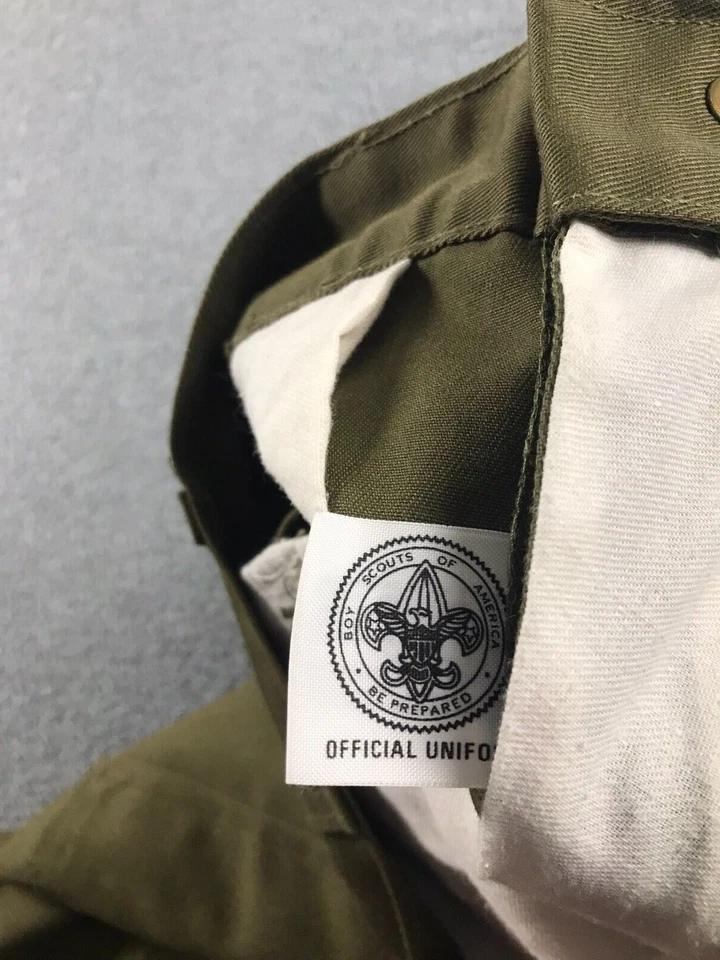 BOY SCOUTS OF AMERICA
• BE PREPARED •
OFFICIAL UNIFO